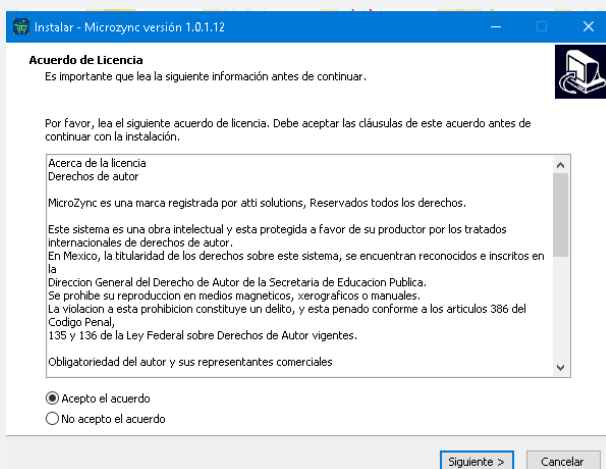 Instalar - Microzync versión 1.0.1.12
Acuerdo de Licencia
Es importante que lea la siguiente información antes de continuar.
Por favor, lea el siguiente acuerdo de licencia. Debe aceptar las cláusulas de este acuerdo antes de
continuar con la instalación.
Acerca de la licencia
Derechos de autor
MicroZync es una marca registrada por atti solutions, Reservados todos los derechos.
Este sistema es una obra intelectual y esta protegida a favor de su productor por los tratados
internacionales de derechos de autor.
En Mexico, la titularidad de los derechos sobre este sistema, se encuentran reconocidos e inscritos en
la
Direccion General del Derecho de Autor de la Secretaria de Educacion Publica.
Se prohibe su reproduccion en medios magneticos, xerograficos o manuales.
La violacion a esta prohibicion constituye un delito, y esta penado conforme a los articulos 386 del
Codigo Penal,
135 y 136 de la Ley Federal sobre Derechos de Autor vigentes.
Obligatoriedad del autor y sus representantes comerciales
Acepto el acuerdo
No acepto el acuerdo
Siguiente > Cancelar